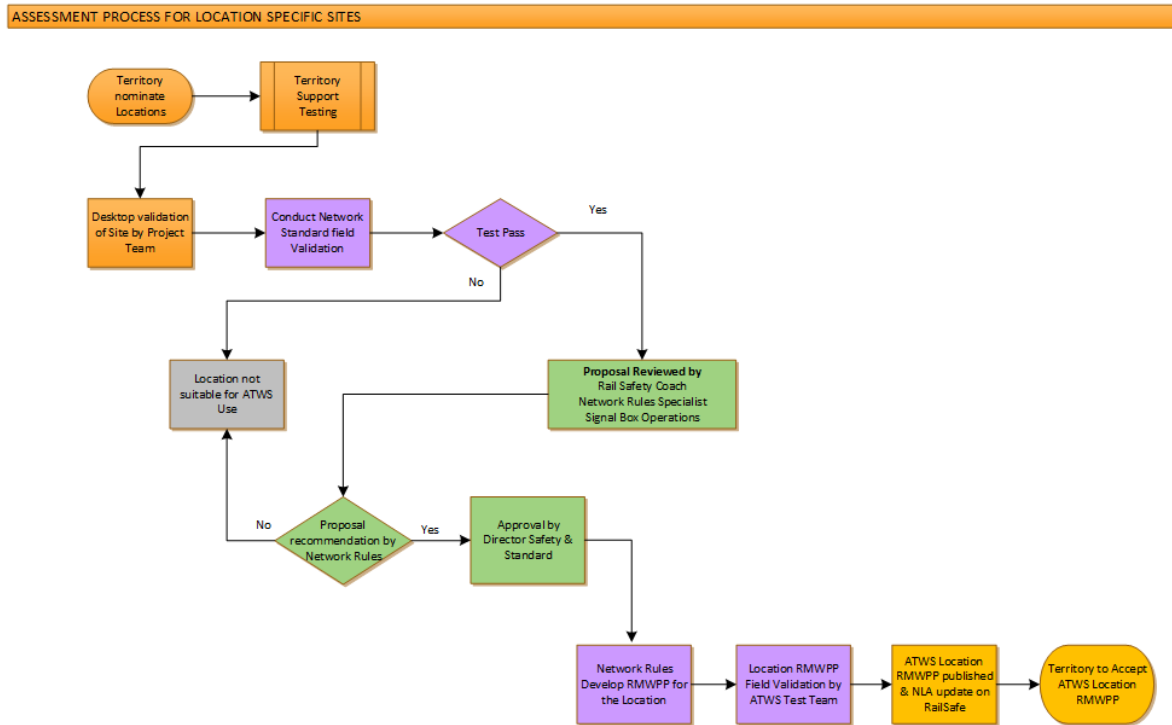 ASSESSMENT PROCESS FOR LOCATION SPECIFIC SITES
Territory
nominate
Locations
Territory
Support
Testing
Desktop validation
of Site by Project
Team
Conduct Network
Standard field
Validation
Test Pass
Yes
No
Location not
suitable for ATWS
Use
Proposal Reviewed by
Rail Safety Coach
Network Rules Specialist
Signal Box Operations
No
Proposal
recommendation by
Network Rules
Yes
Approval by
Director Safety &
Standard
Network Rules
Develop RMWPP for
the Location
Location RMWPP
Field Validation by
ATWS Test Team
ATWS Location
RMWPP published
& NLA update on
RailSafe
Territory to Accept
ATWS Location
RMWPP